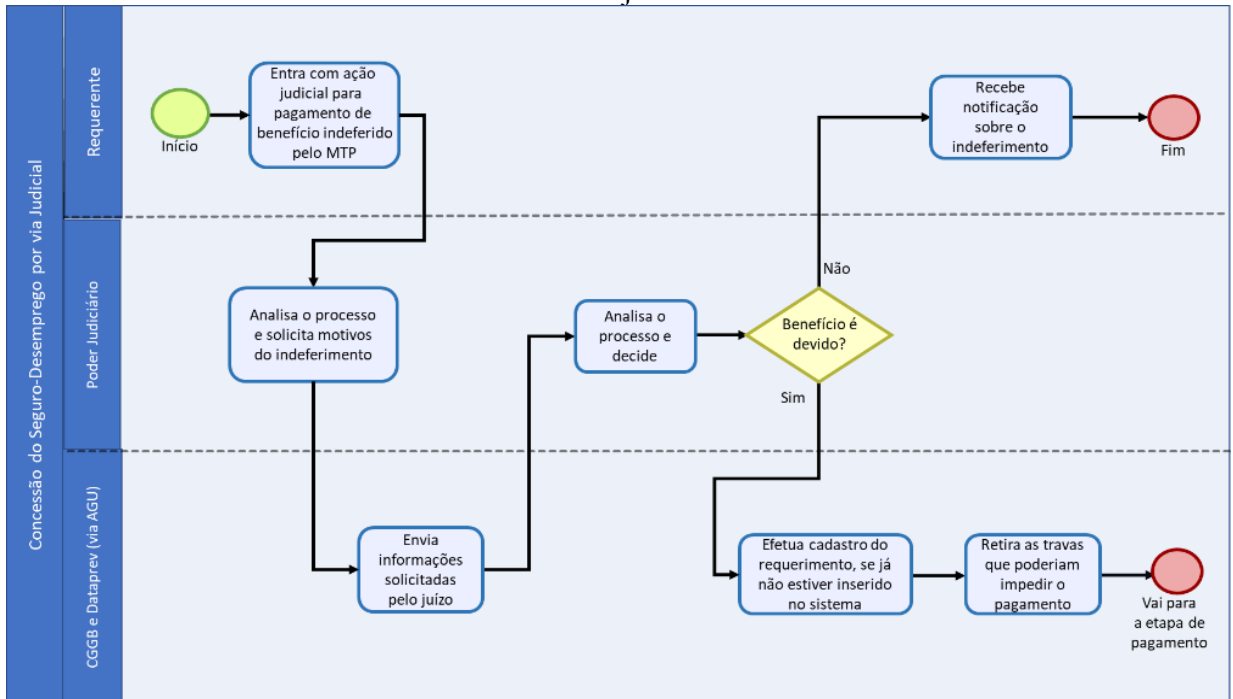 Concessão do Seguro-Desemprego por via Judicial
Requerente
Início
Entra com ação
judicial para
pagamento de
benefício indeferido
pelo MTP
Recebe
notificação
sobre o
indeferimento
Fim
Poder Judiciário
Analisa o processo
e solicita motivos
do indeferimento
Analisa o
processo e
decide
Benefício é
devido?
Não
Sim
CGGB e Dataprev (via AGU)
Envia
informações
solicitadas
pelo juízo
Efetua cadastro do
requerimento, se já
não estiver inserido
no sistema
Retira as travas
que poderiam
impedir o
pagamento
Vai para
a etapa de
pagamento